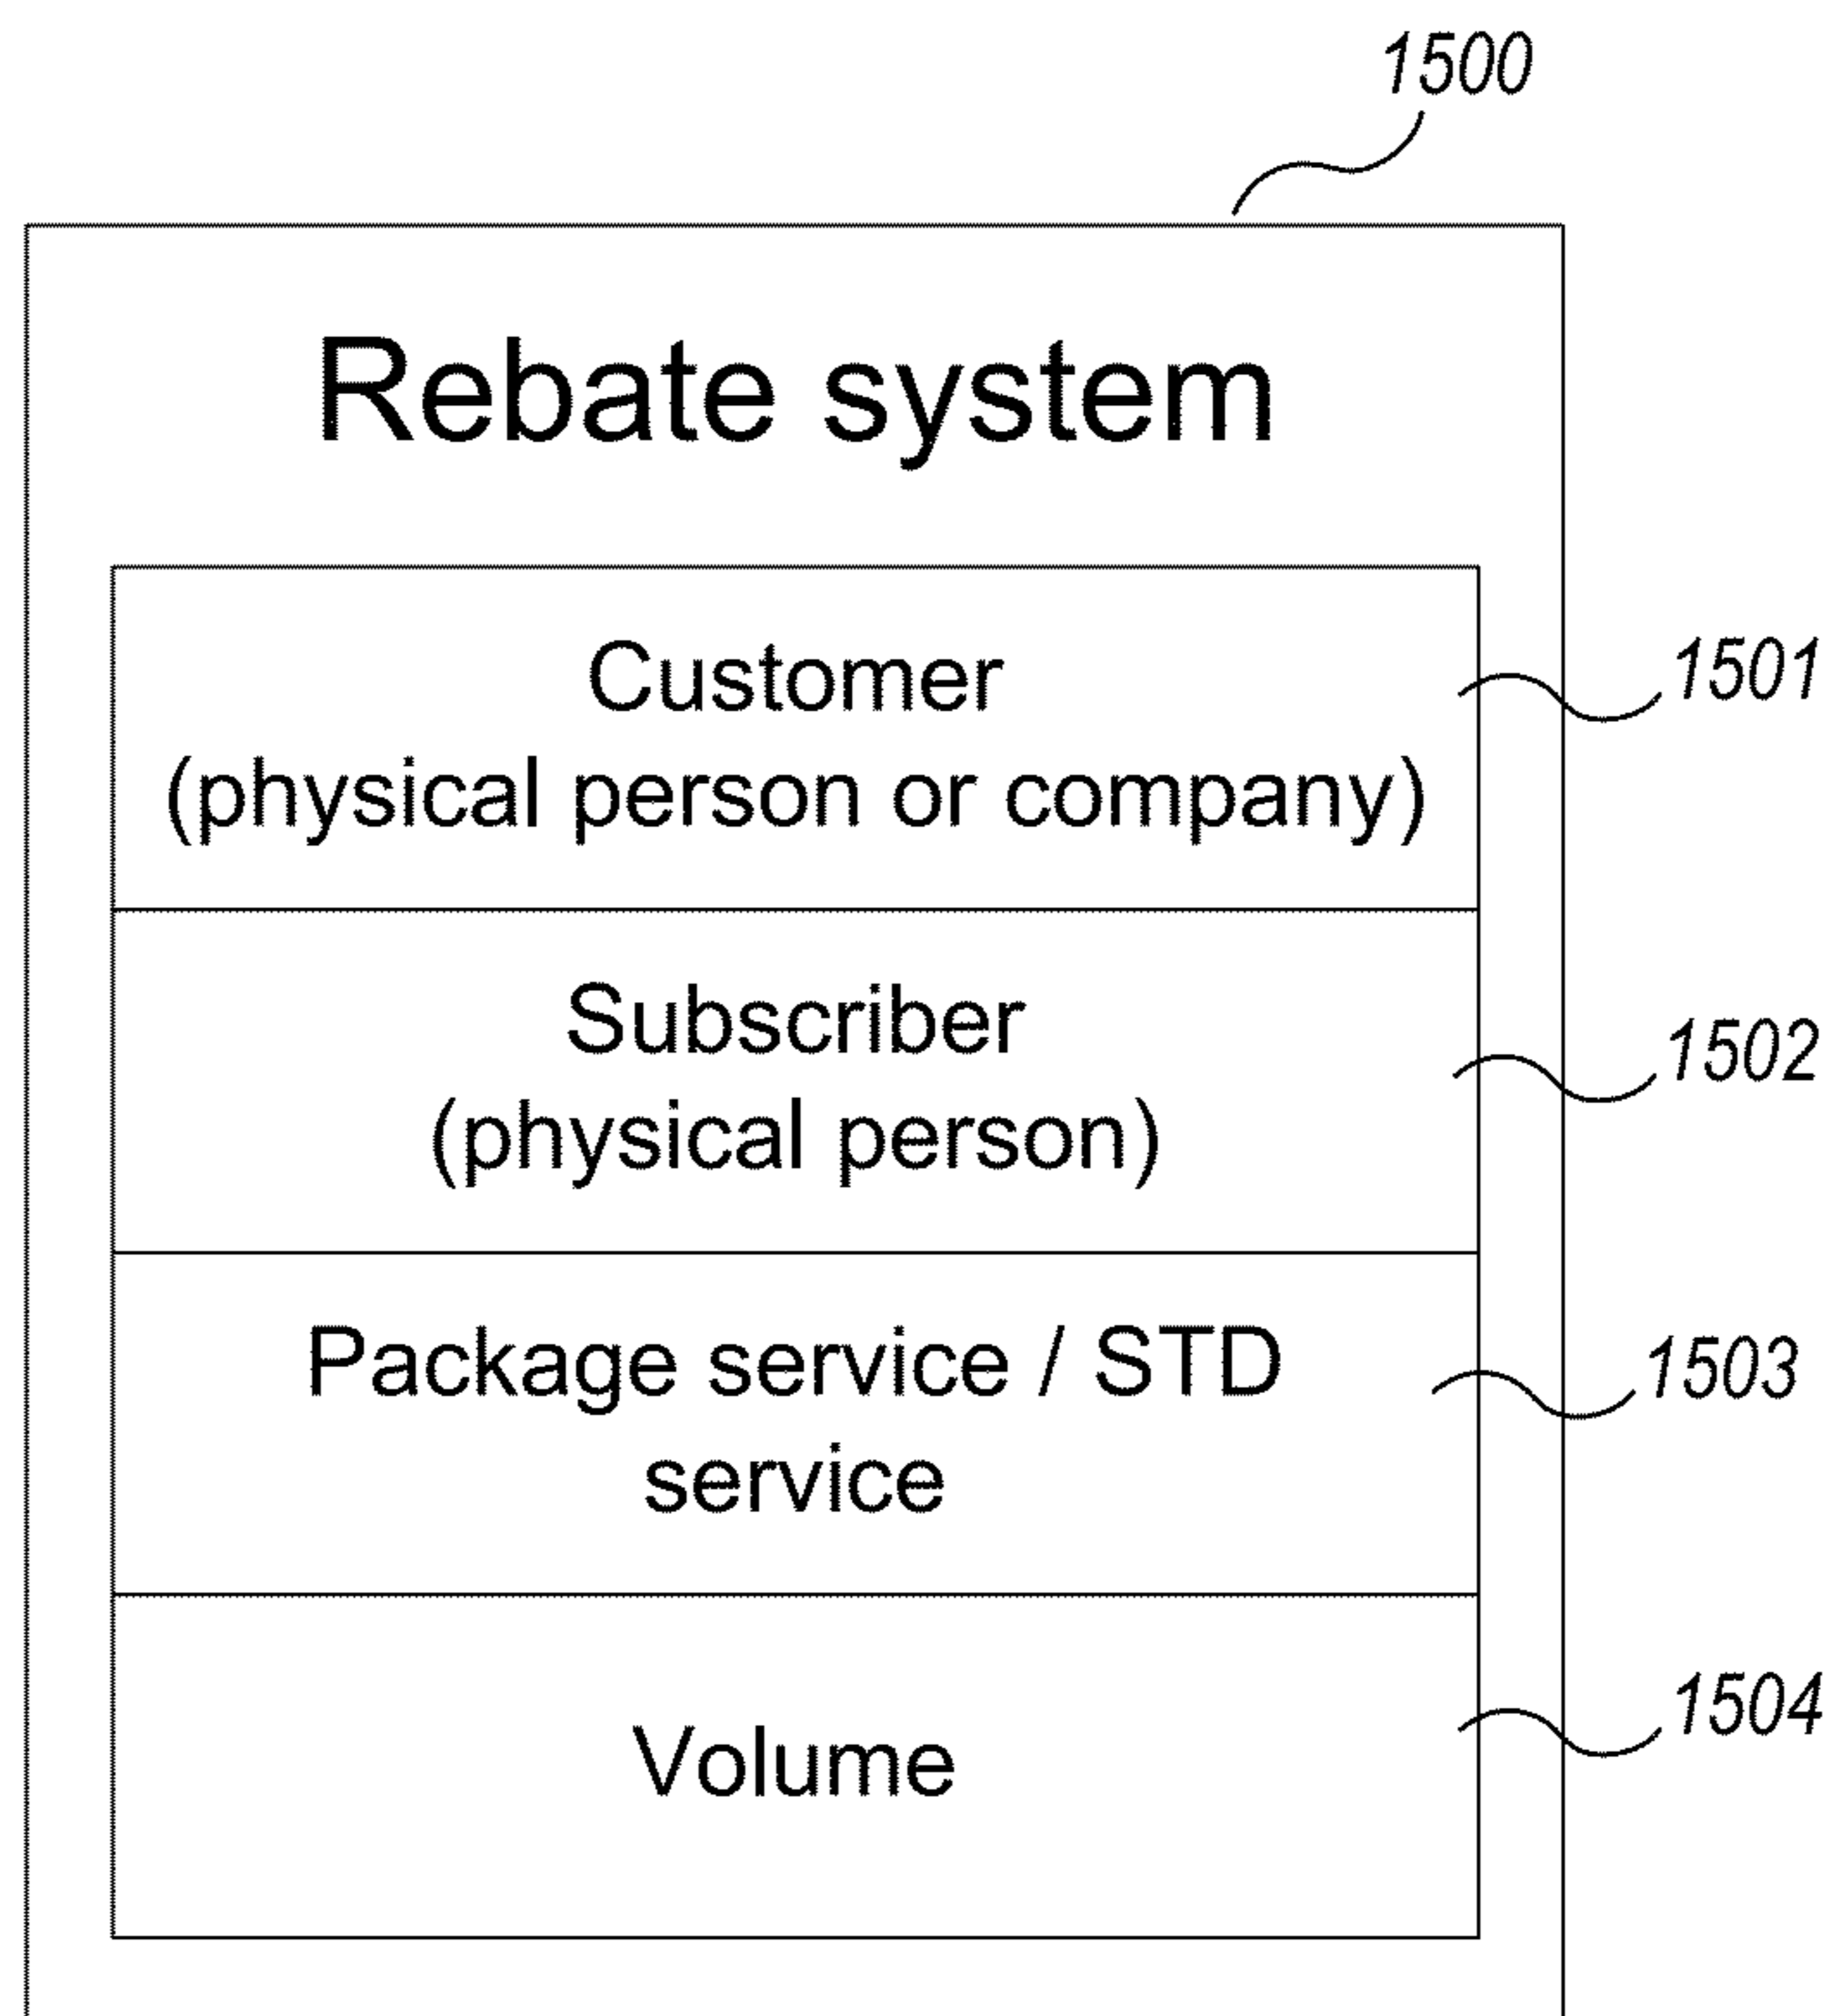 1500
Rebate system
Customer
(physical person or company)
1501
Subscriber
(physical person)
1502
Package service / STD
service
1503
Volume
1504